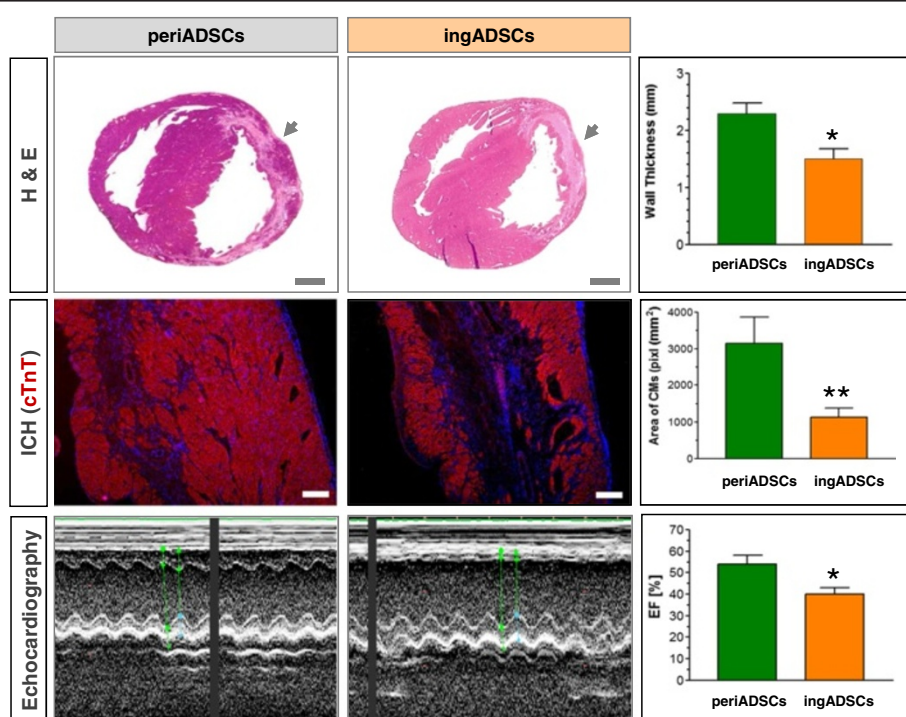 periADSCs
ingADSCs
H & E
3
2
1
0
Wall Thickness (mm)
*
periADSCs ingADSCs
ICH (cTnT)
4000
3000
2000
1000
0
Area of CMs (pixl (mm²)
**
periADSCs ingADSCs
Echocardiography
70
60
50
40
30
20
10
0
EF [%]
*
periADSCs ingADSCs